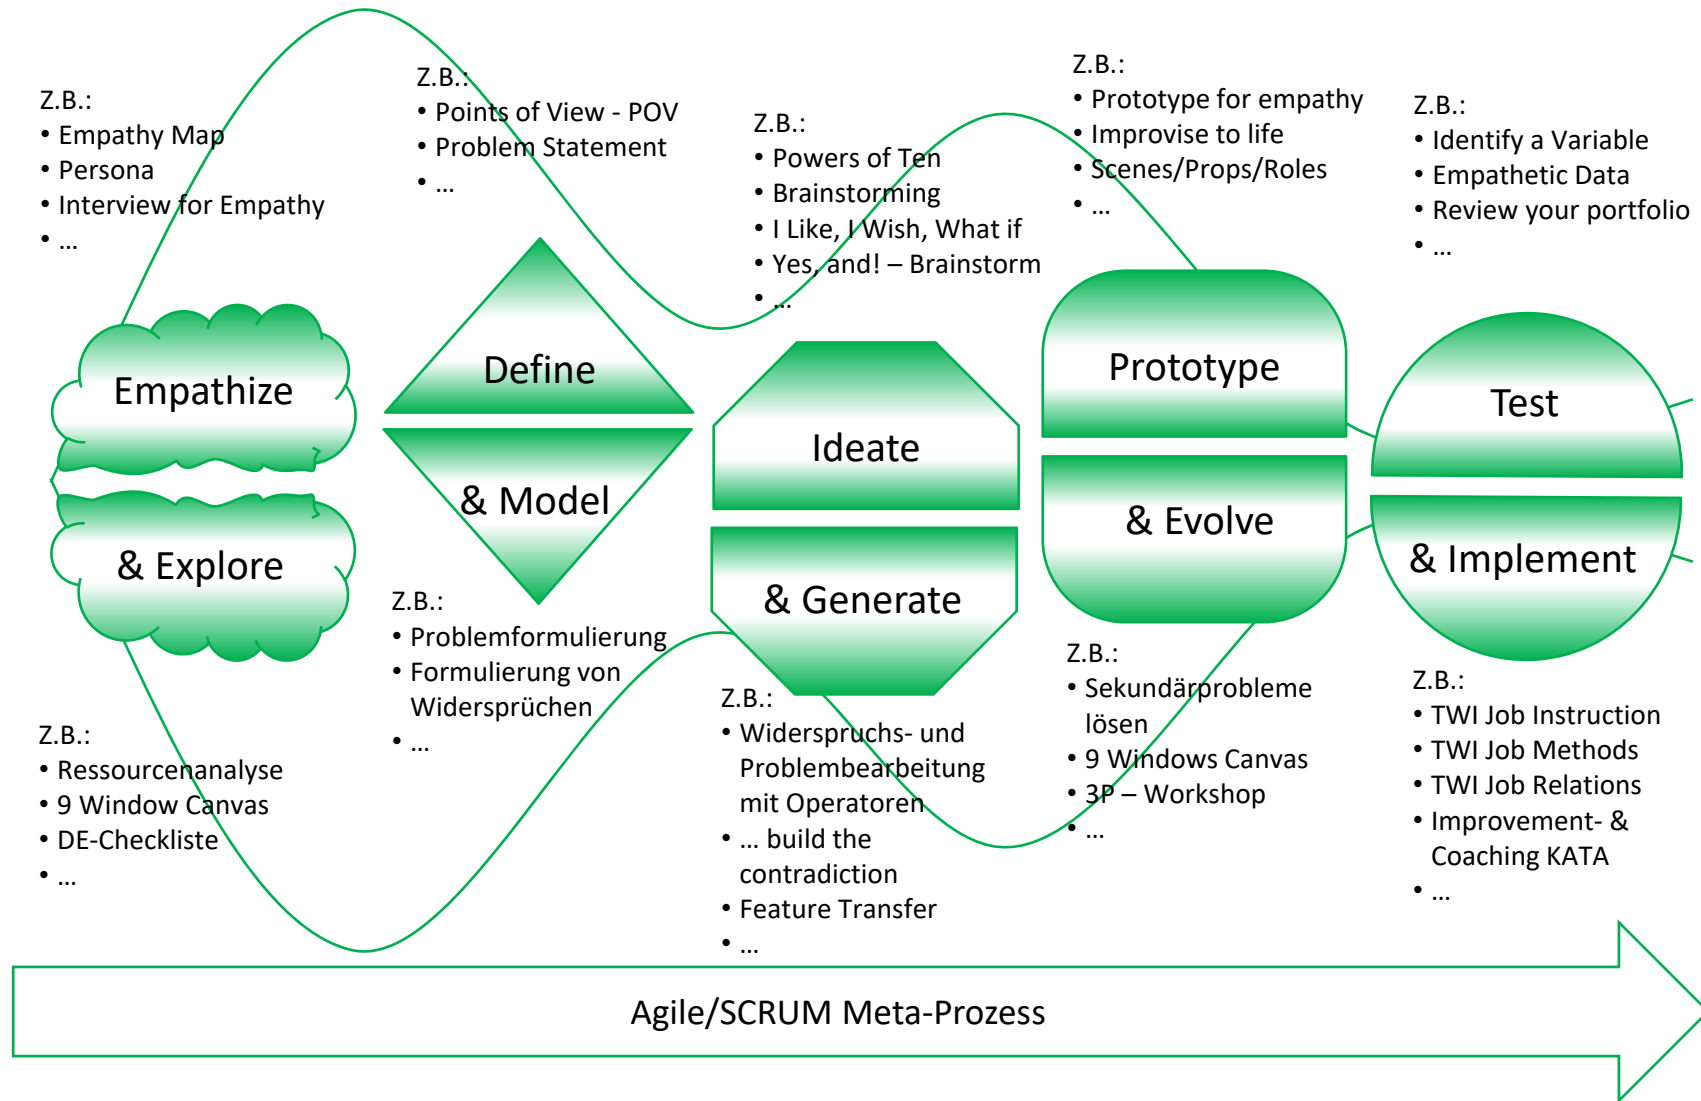 Z.B.:
• Empathy Map
• Persona
• Interview for Empathy
• ...
Z.B.:
• Points of View - POV
• Problem Statement
• ...
Z.B.:
• Powers of Ten
• Brainstorming
• I Like, I Wish, What if
• Yes, and! – Brainstorm
• ...
Z.B.:
• Prototype for empathy
• Improvise to life
• Scenes/Props/Roles
• ...
Z.B.:
• Identify a Variable
• Empathetic Data
• Review your portfolio
• ...
Empathize
& Explore
Define
& Model
Ideate
& Generate
Prototype
& Evolve
Test
& Implement
Z.B.:
• Ressourcenanalyse
• 9 Window Canvas
• DE-Checkliste
• ...
Z.B.:
• Problemformulierung
• Formulierung von
Widersprüchen
• ...
Z.B.:
• Widerspruchs- und
Problembearbeitung
mit Operatoren
• ... build the
contradiction
• Feature Transfer
• ...
Z.B.:
• Sekundärprobleme
lösen
• 9 Windows Canvas
• 3P – Workshop
• ...
Z.B.:
• TWI Job Instruction
• TWI Job Methods
• TWI Job Relations
• Improvement- &
Coaching KATA
• ...
Agile/SCRUM Meta-Prozess